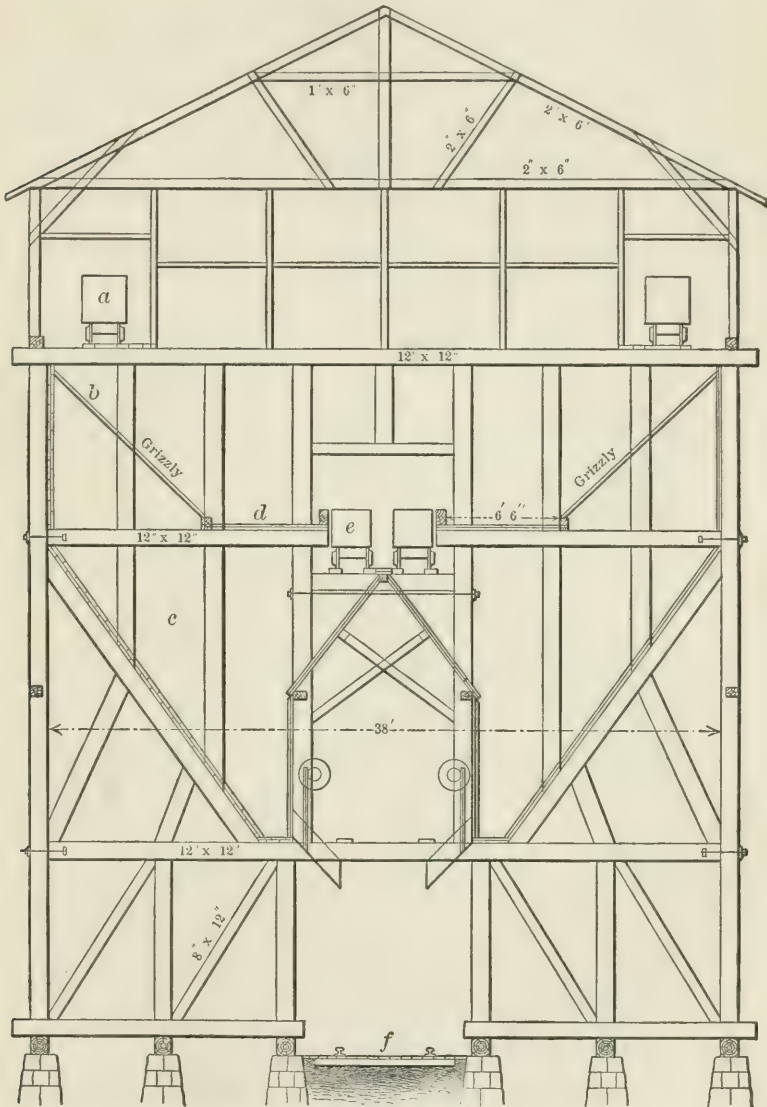 1' x 6"
2" x 6"
2' x 6'
2" x 6"
a
12' x 12"
b
Grizzly
Grizzly
d
e
6' 6"
12" x 12"
c
38'
12' x 12'
8" x 12"
f